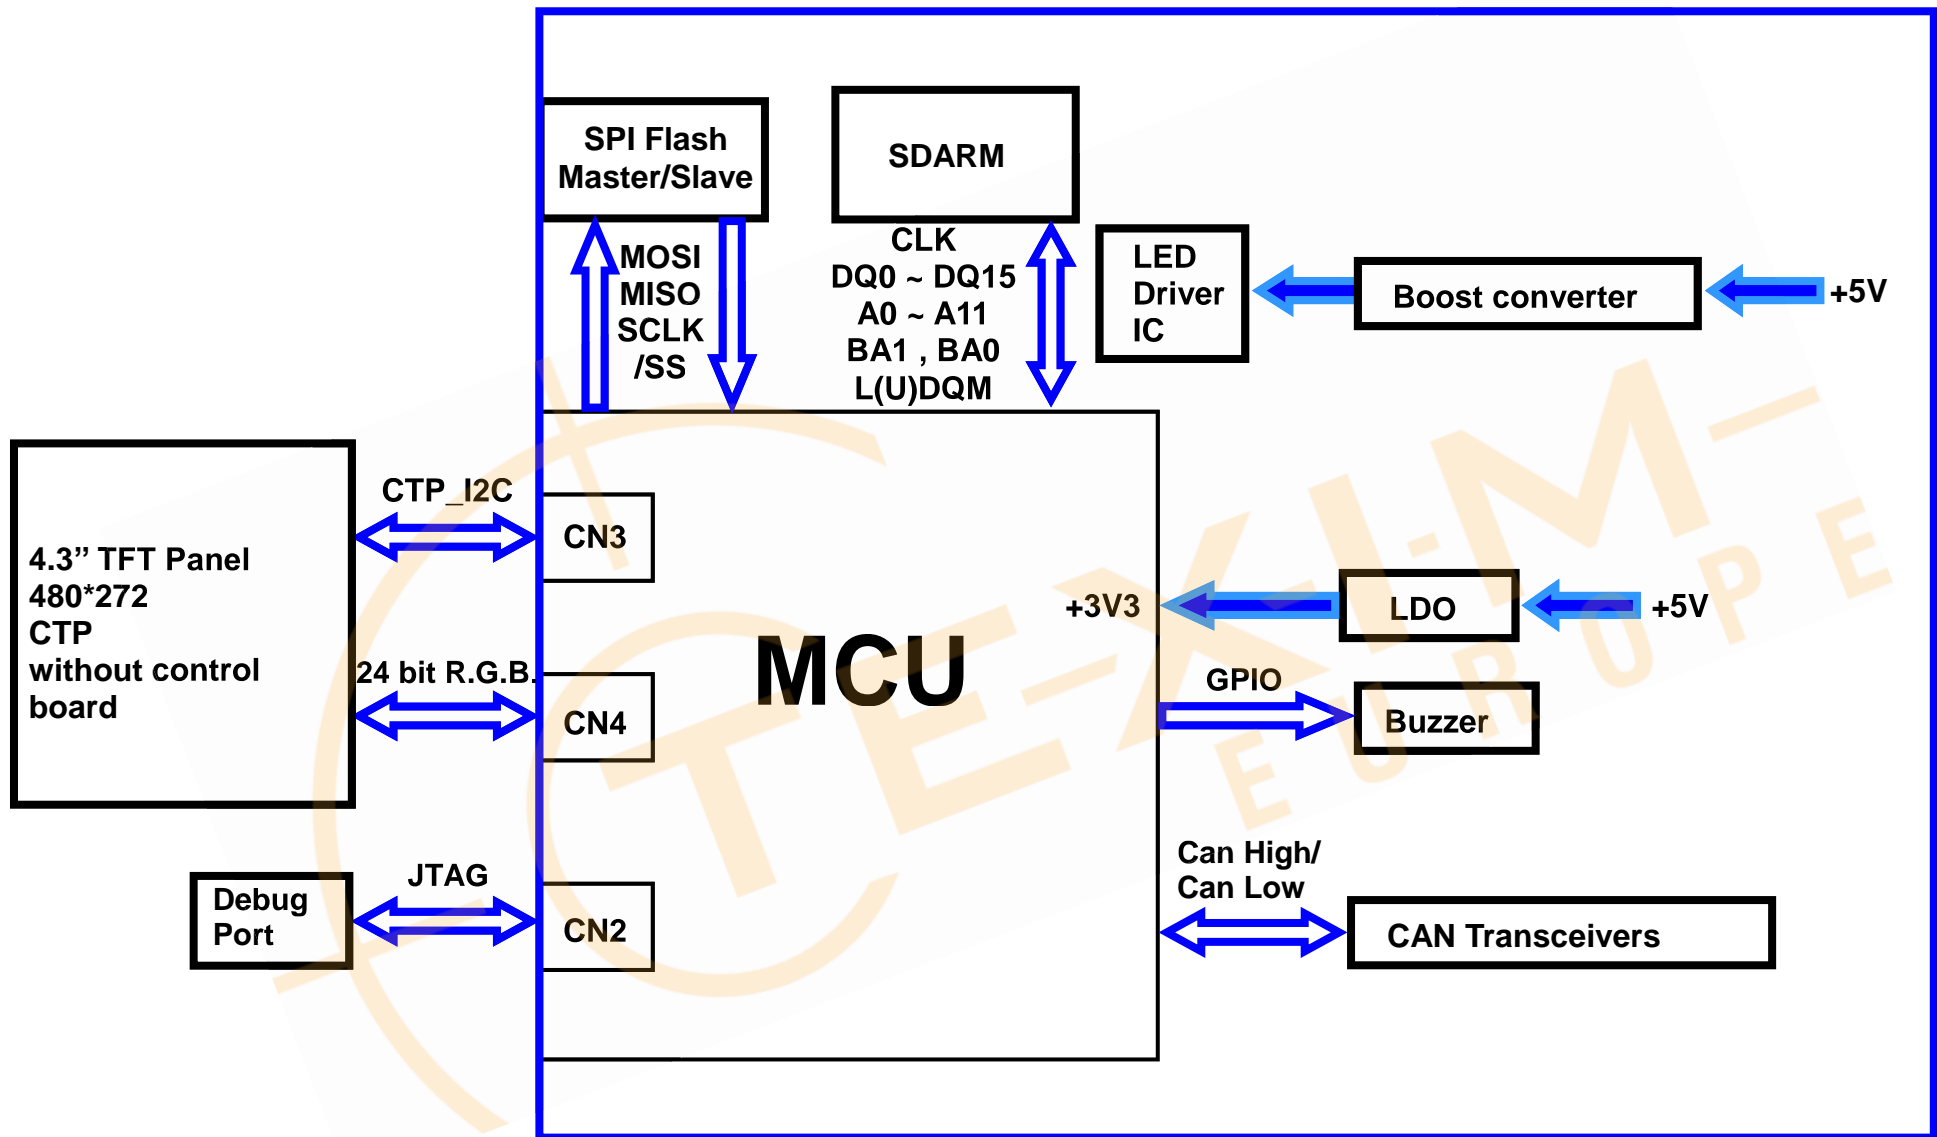 SPI Flash
Master/Slave
SDARM
MOSI
MISO
SCLK
/SS
CLK
DQ0 ~ DQ15
A0 ~ A11
BA1 , BA0
L(U)DQM
LED
Driver
IC
Boost converter
+5V
4.3” TFT Panel
480*272
CTP
without control
board
CTP_I2C
CN3
24 bit R.G.B.
CN4
MCU
+3V3
LDO
+5V
GPIO
Buzzer
Debug
Port
JTAG
CN2
Can High/
Can Low
CAN Transceivers
TEXIM
EUROPE